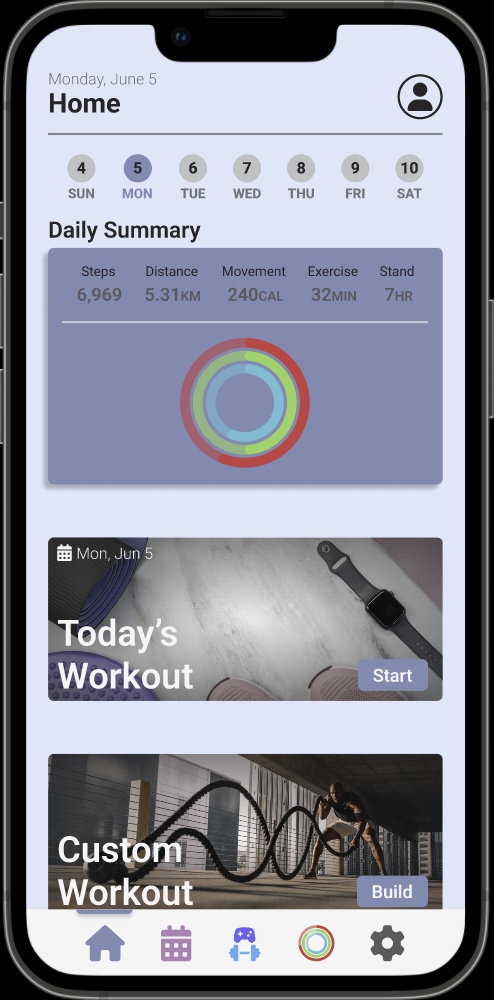 Monday, June 5
Home
4 5 6 7 8 9 10
SUN MON TUE WED THU FRI SAT
Daily Summary
Steps Distance Movement Exercise Stand
6,969 5.31KM 240CAL 32MIN 7HR
Mon, Jun 5
Today's
Workout
Start
Custom
Workout
Build